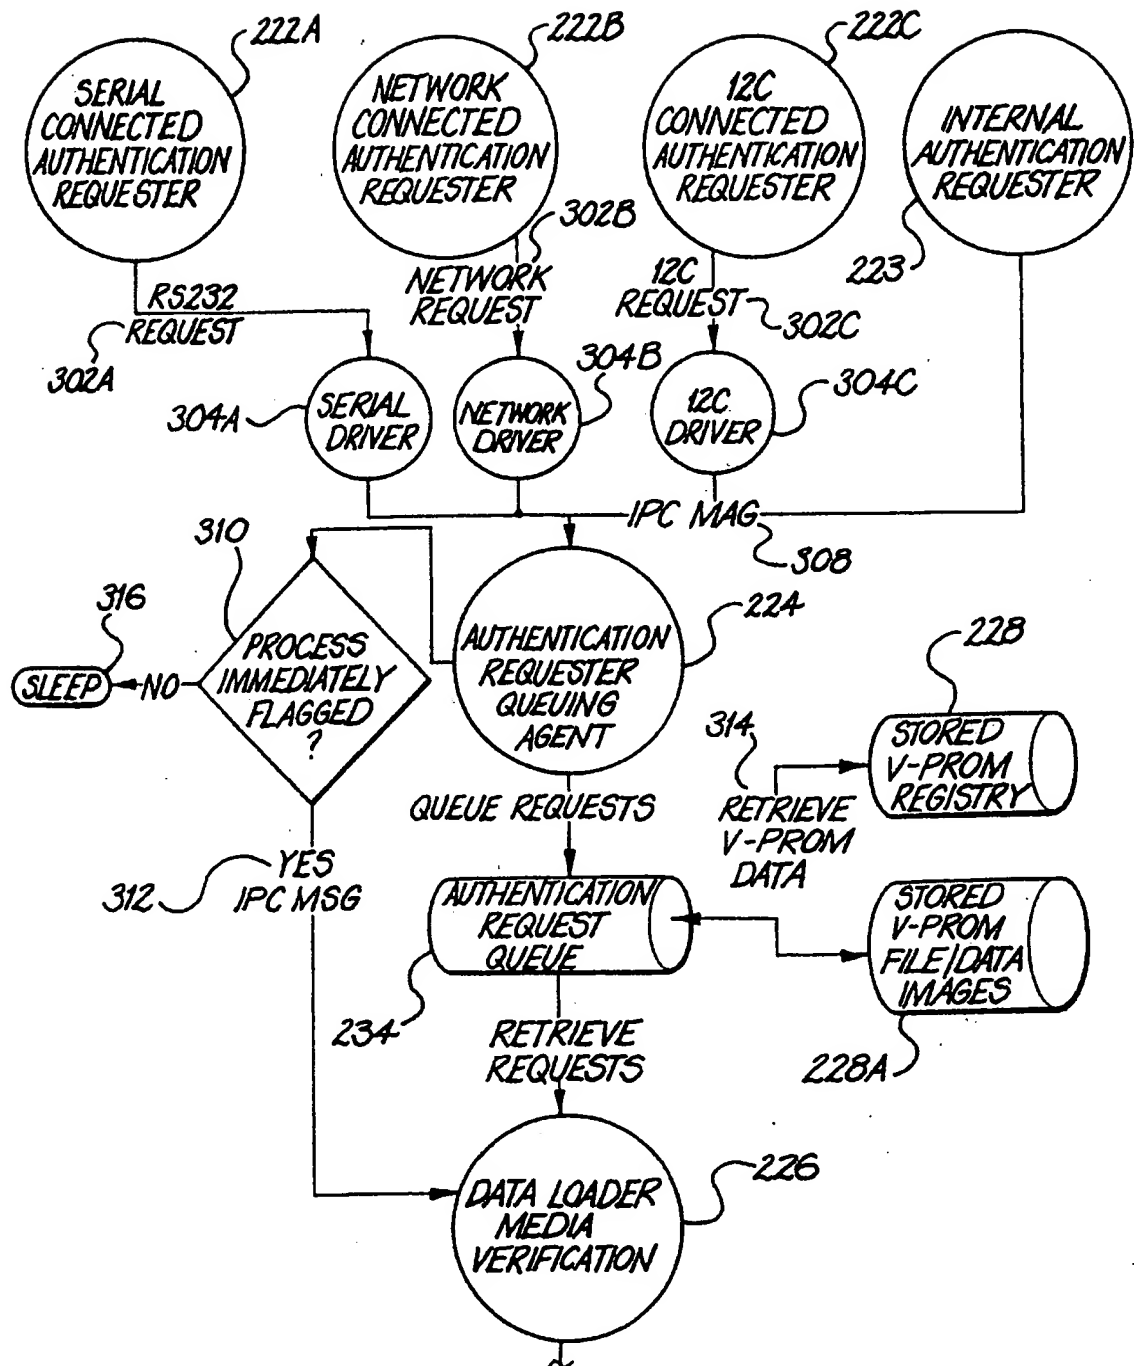 222A
222B
222C
SERIAL
CONNECTED
AUTHENTICATION
REQUESTER
NETWORK
CONNECTED
AUTHENTICATION
REQUESTER
12C
CONNECTED
AUTHENTICATION
REQUESTER
INTERNAL
AUTHENTICATION
REQUESTER
223
302B
RS232
REQUEST
302A
NETWORK
REQUEST
12C
REQUEST
302C
304A
SERIAL
DRIVER
NETWORK
DRIVER
304B
12C
DRIVER
304C
IPC MAG
308
310
316
SLEEP
NO
PROCESS
IMMEDIATELY
FLAGGED
?
AUTHENTICATION
REQUESTER
QUEUING
AGENT
224
228
STORED
V-PROM
REGISTRY
314
RETRIEVE
V-PROM
DATA
QUEUE REQUESTS
YES
IPC MSG
312
AUTHENTICATION
REQUEST
QUEUE
234
STORED
V-PROM
FILE/DATA
IMAGES
228A
RETRIEVE
REQUESTS
DATA LOADER
MEDIA
VERIFICATION
226